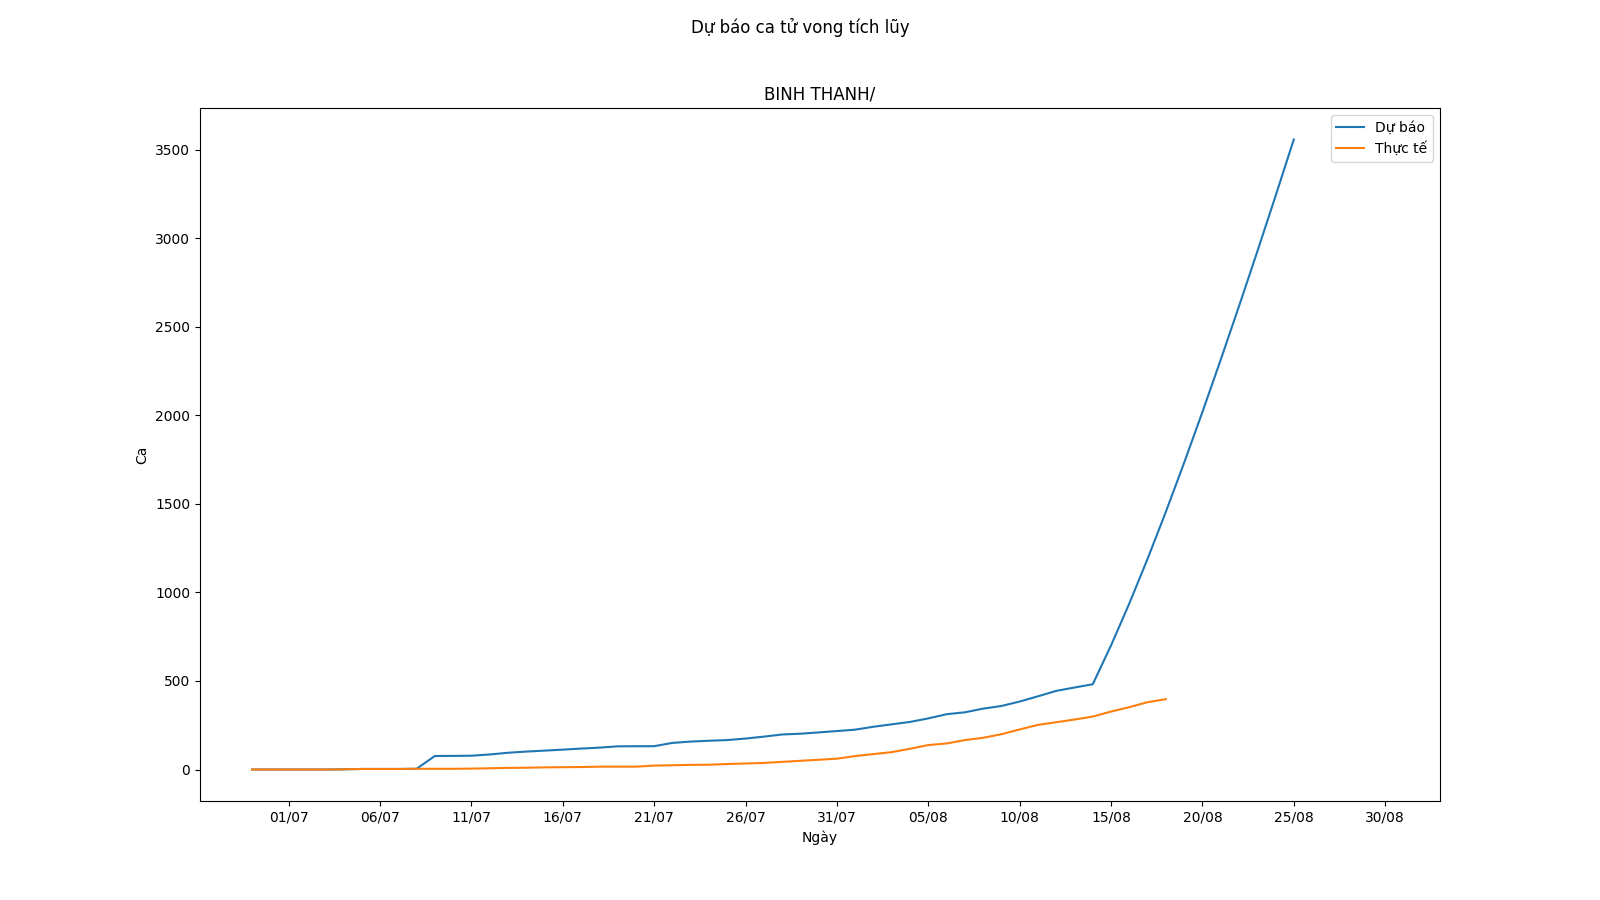 Dự báo ca tử vong tích lũy
BINH THANH/
Dự báo
Thực tế
3500
3000
2500
2000
1500
1000
500
0
Ca
01/07 06/07 11/07 16/07 21/07 26/07 31/07 05/08 10/08 15/08 20/08 25/08 30/08
Ngày